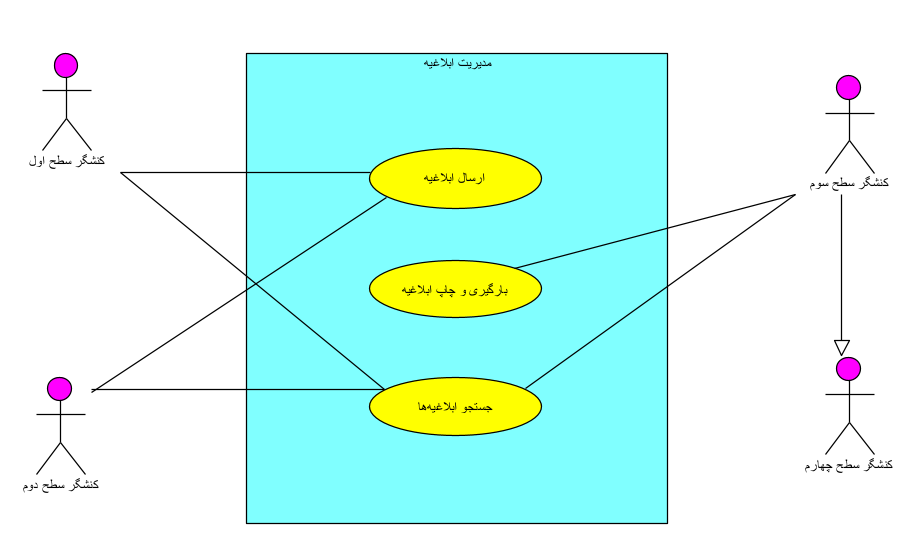 مدیریت ابلاغیه
کنشگر سطح اول
کنشگر سطح سوم
ارسال ابلاغیه
بارگیری و چاپ ابلاغیه
جستجو ابلاغیه‌ها
کنشگر سطح دوم
کنشگر سطح چهارم